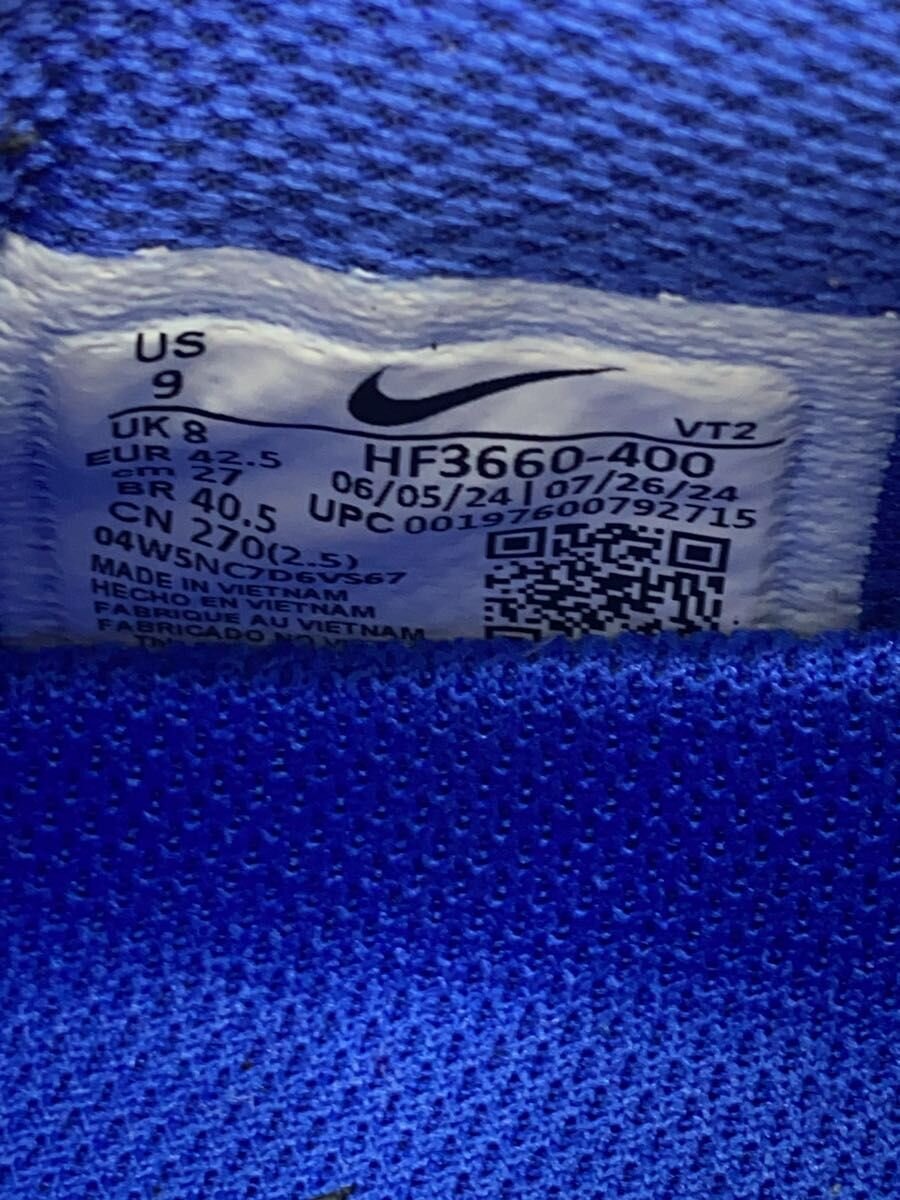 US
9
VT2
UK 8
EUR 42.5
cm 27
BR 40.5
CN 270(2.5)
HF3660-400
06/05/24 | 07/26/24
UPC 00197600792715
04W5NC7D6VS67
MADE IN VIETNAM
HECHO EN VIETNAM
FABRIQUE AU VIETNAM
FABRICADO NO